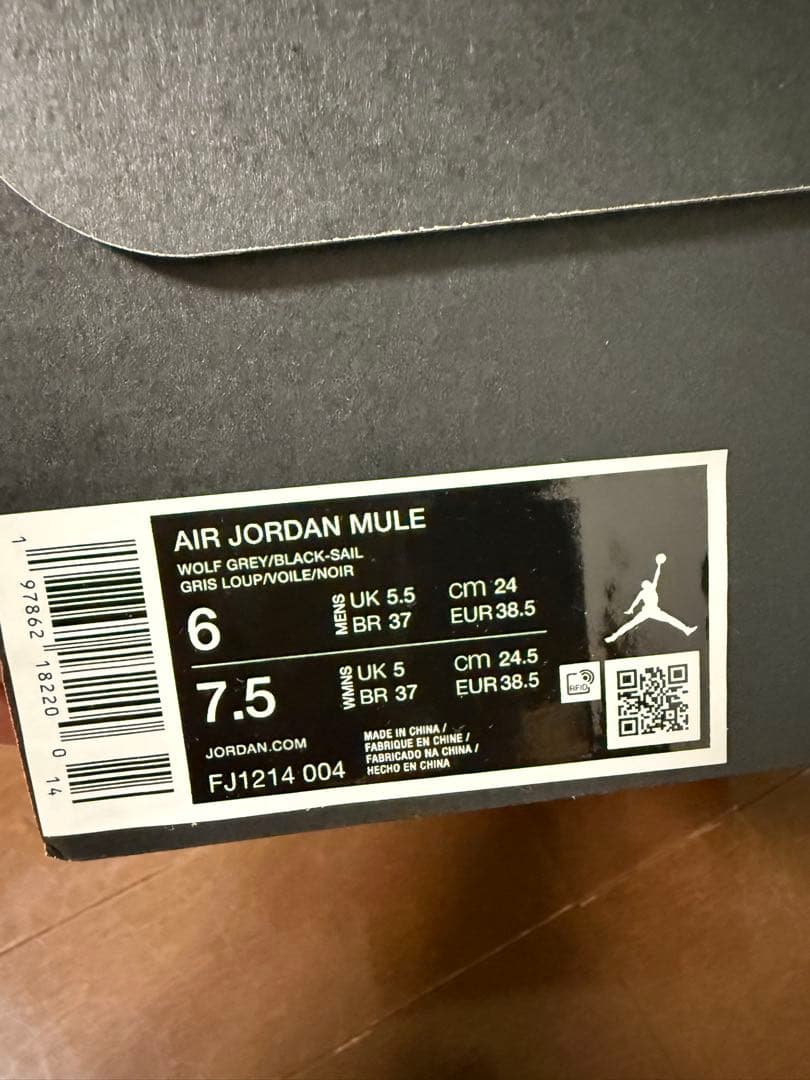 AIR JORDAN MULE
WOLF GREY/BLACK-SAIL
GRIS LOUP/VOILE/NOIR
6 MENS UK 5.5 cm 24
BR 37 EUR 38.5
7.5 WMNS UK 5 cm 24.5
BR 37 EUR 38.5
RFID
JORDAN.COM
FJ1214 004
MADE IN CHINA /
FABRIQUE EN CHINE /
FABRICADO NA CHINA /
HECHO EN CHINA
1 97862 18220 0 14